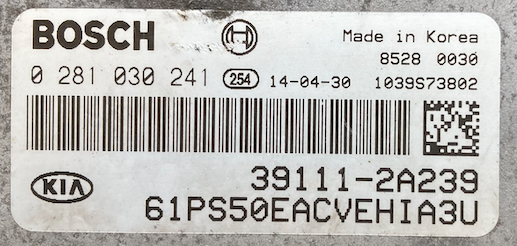 BOSCH
Made in Korea
8528 0030
0 281 030 241 254 14-04-30 1039S73802
KIA 39111-2A239
61PS50EACVEHIA3U